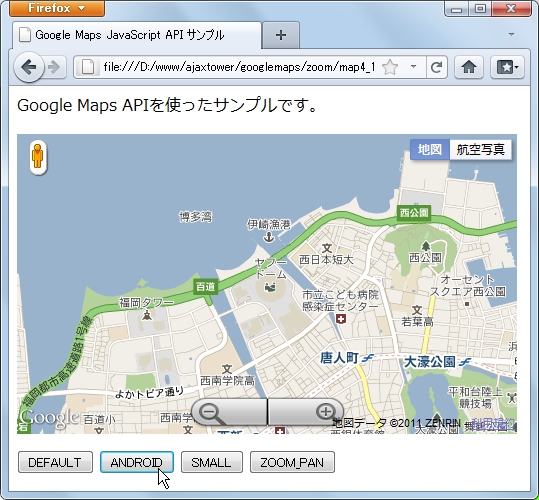 Firefox
Google Maps JavaScript API サンプル
file:///D:/www/ajaxtower/googlemaps/zoom/map4_1
Google Maps APIを使ったサンプルです。
地図 航空写真
博多湾
伊崎漁港
西公園
西日本短大
西公園
ヤフー
ドーム
百道
オーセント
スクエア西公園
福岡タワー
市立こども病院
感染症センター
若葉高
福岡都市高速道路1号線
唐人町
大濠公園
西南学院高
よかトピア通り
平和台陸上
競技場
Google
百道小
西南学院大
地図データ ©2011 ZENRIN
DEFAULT ANDROID SMALL ZOOM_PAN